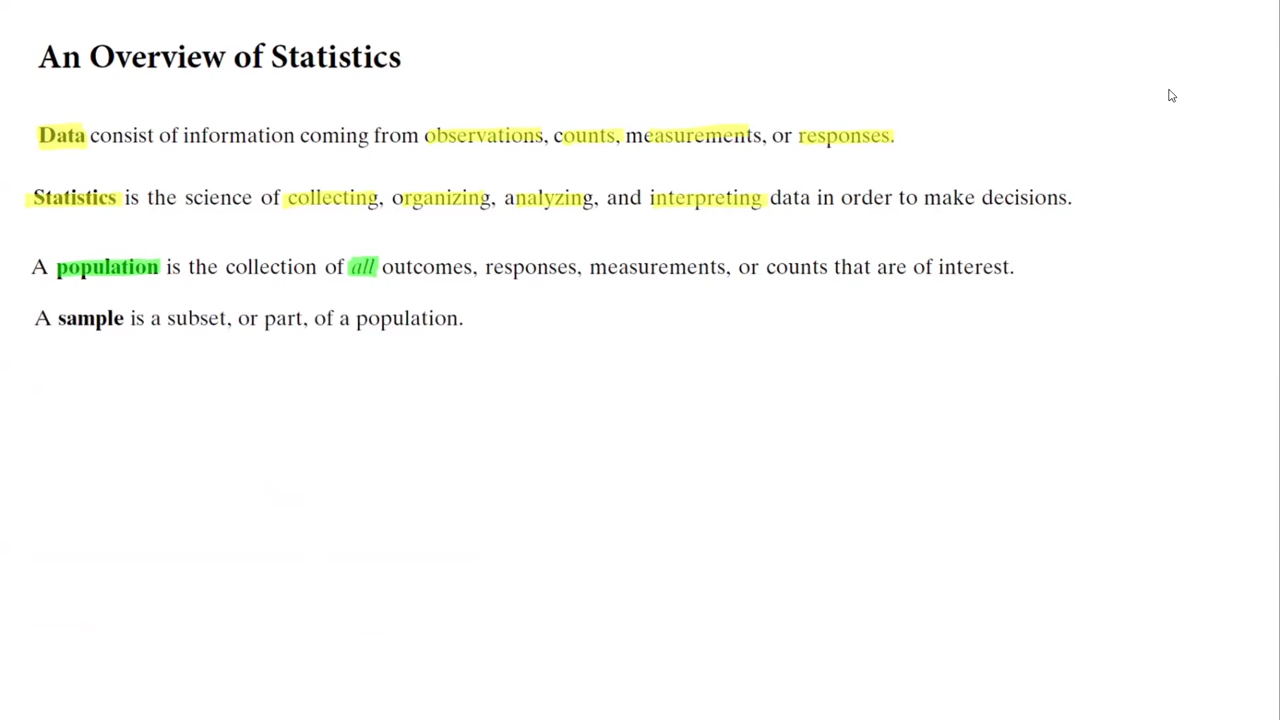 An Overview of Statistics
Data consist of information coming from observations, counts, measurements, or responses.
Statistics is the science of collecting, organizing, analyzing, and interpreting data in order to make decisions.
A population is the collection of all outcomes, responses, measurements, or counts that are of interest.
A sample is a subset, or part, of a population.